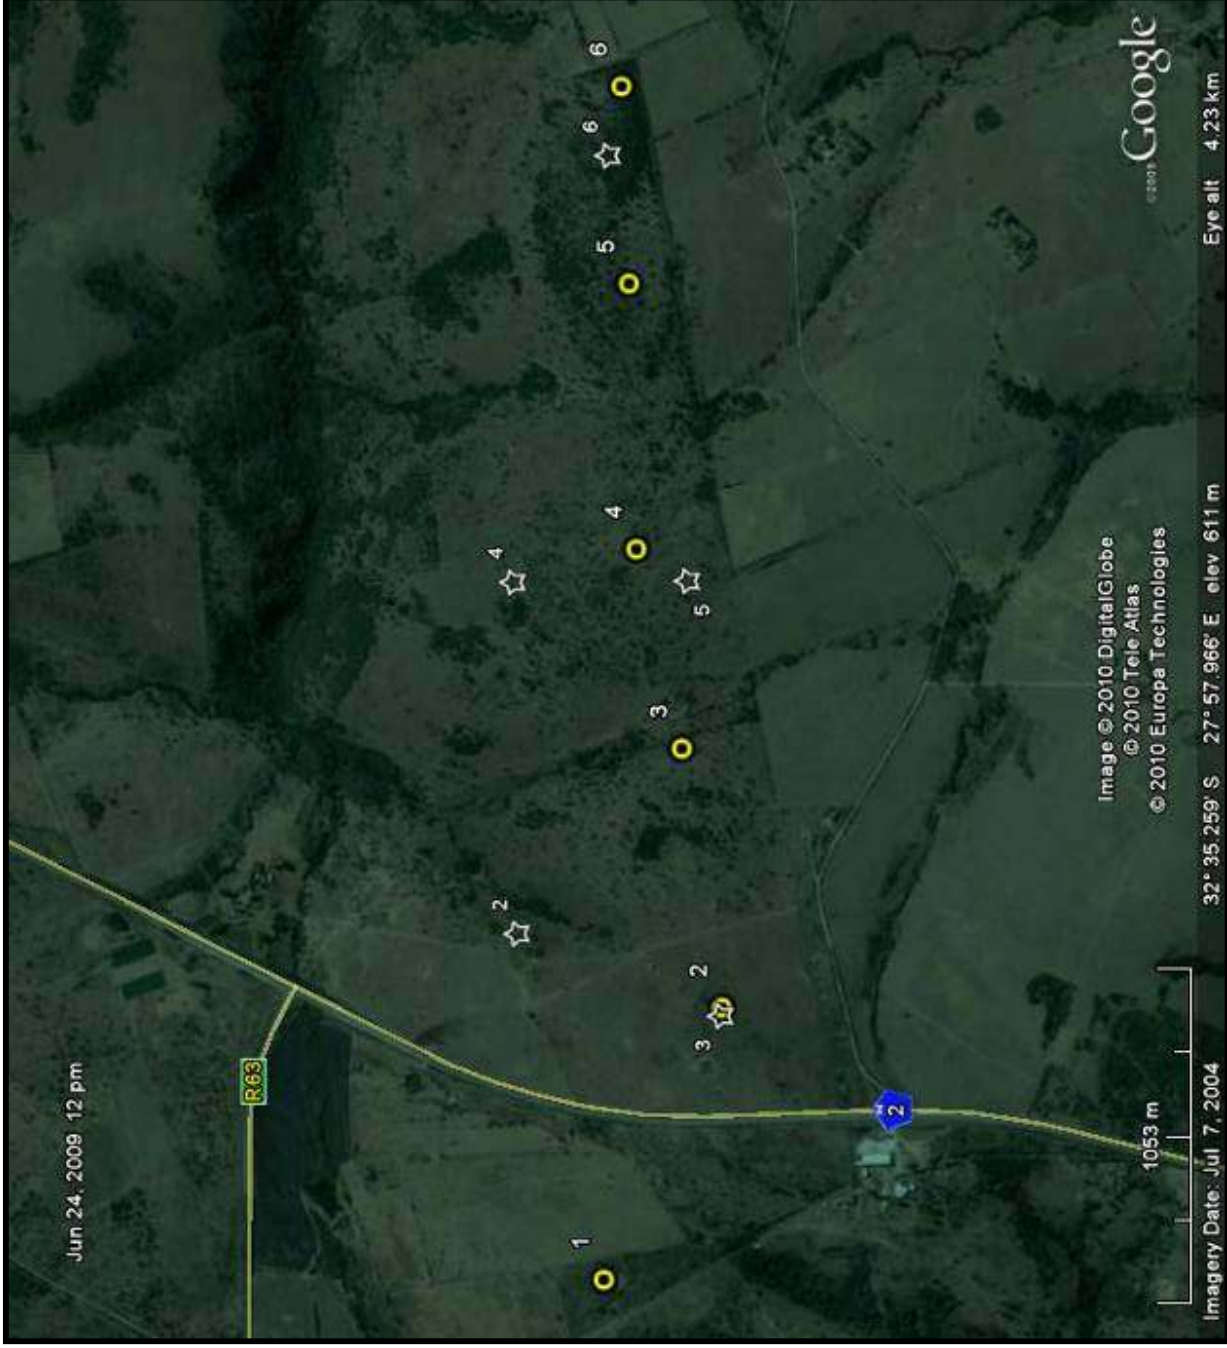 Jun 24, 2009 12 pm
R63
2
4
1
4
5
6
6
3
3
2
5
2
Image © 2010 DigitalGlobe
© 2010 Tele Atlas
© 2010 Europa Technologies
1053 m
Google
Imagery Date: Jul 7, 2004 32° 35.259' S 27° 57.966' E elev 611 m Eye alt 4.23 km